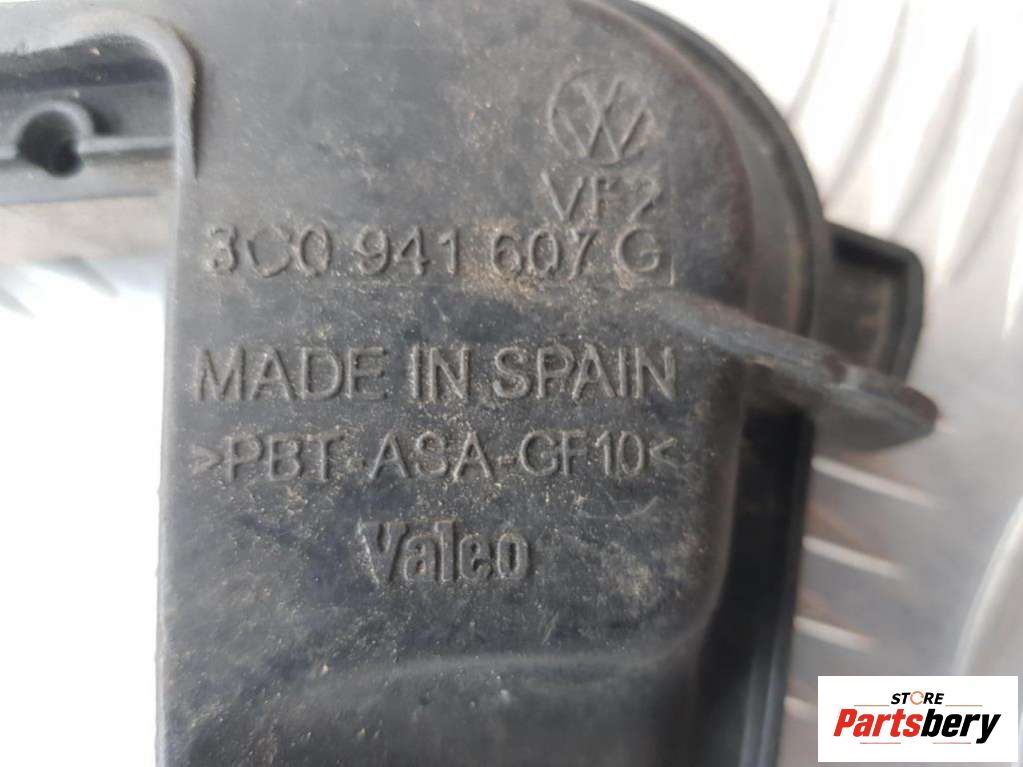 VF2
3C0 941 607 G
MADE IN SPAIN
>PBT-ASA-GF10<
Valeo
STORE
Partsbery